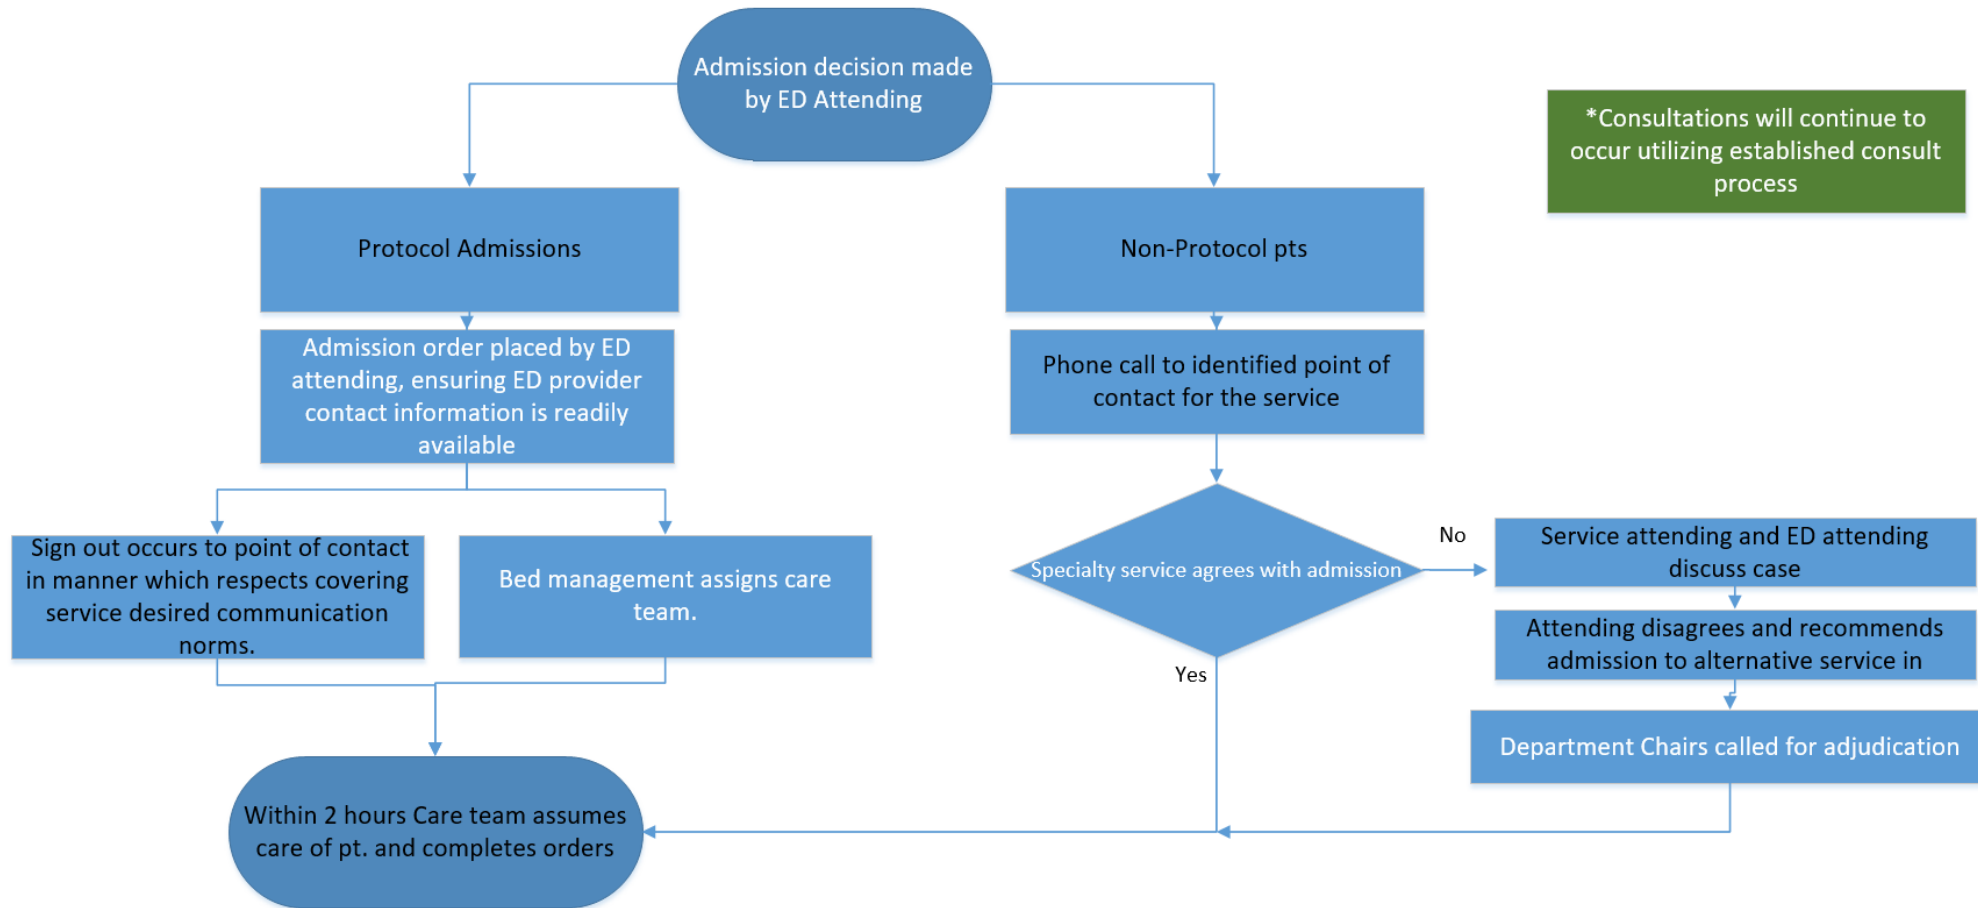 Admission decision made
by ED Attending
*Consultations will continue to
occur utilizing established consult
process
Protocol Admissions
Non-Protocol pts
Admission order placed by ED
attending, ensuring ED provider
contact information is readily
available
Phone call to identified point of
contact for the service
Sign out occurs to point of contact
in manner which respects covering
service desired communication
norms.
Bed management assigns care
team.
Specialty service agrees with admission
No
Service attending and ED attending
discuss case
Attending disagrees and recommends
admission to alternative service in
Yes
Department Chairs called for adjudication
Within 2 hours Care team assumes
care of pt. and completes orders